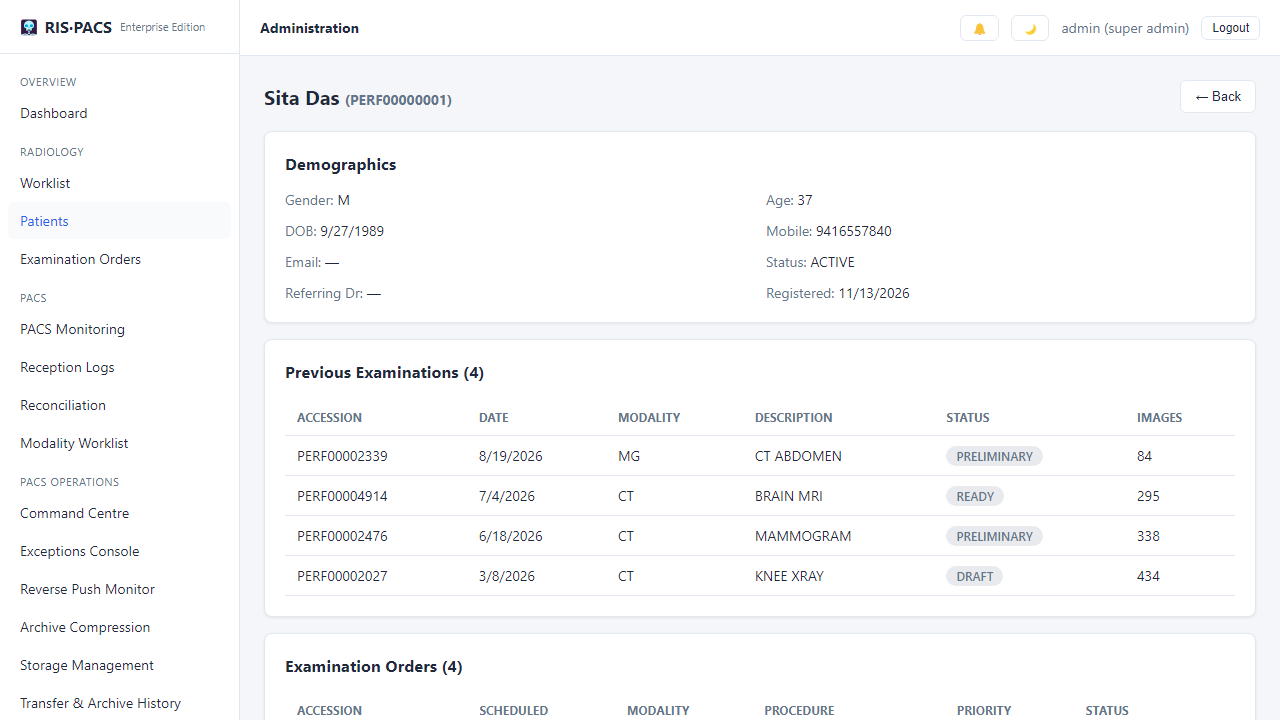 RIS·PACS Enterprise Edition
Administration
admin (super admin)
Logout
OVERVIEW
Dashboard
RADIOLOGY
Worklist
Patients
Examination Orders
PACS
PACS Monitoring
Reception Logs
Reconciliation
Modality Worklist
PACS OPERATIONS
Command Centre
Exceptions Console
Reverse Push Monitor
Archive Compression
Storage Management
Transfer & Archive History
Sita Das (PERF00000001)
← Back
Demographics
Gender: M
Age: 37
DOB: 9/27/1989
Mobile: 9416557840
Email: —
Status: ACTIVE
Referring Dr: —
Registered: 11/13/2026
Previous Examinations (4)
ACCESSION DATE MODALITY DESCRIPTION STATUS IMAGES
PERF00002339 8/19/2026 MG CT ABDOMEN PRELIMINARY 84
PERF00004914 7/4/2026 CT BRAIN MRI READY 295
PERF00002476 6/18/2026 CT MAMMOGRAM PRELIMINARY 338
PERF00002027 3/8/2026 CT KNEE XRAY DRAFT 434
Examination Orders (4)
ACCESSION SCHEDULED MODALITY PROCEDURE PRIORITY STATUS